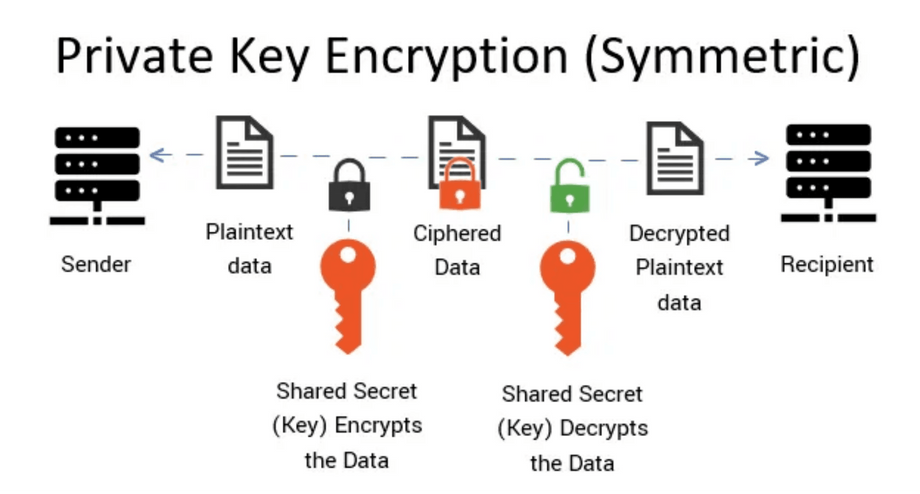 Private Key Encryption (Symmetric)
Sender
Plaintext
data
Ciphered
Data
Decrypted
Plaintext
data
Recipient
Shared Secret
(Key) Encrypts
the Data
Shared Secret
(Key) Decrypts
the Data